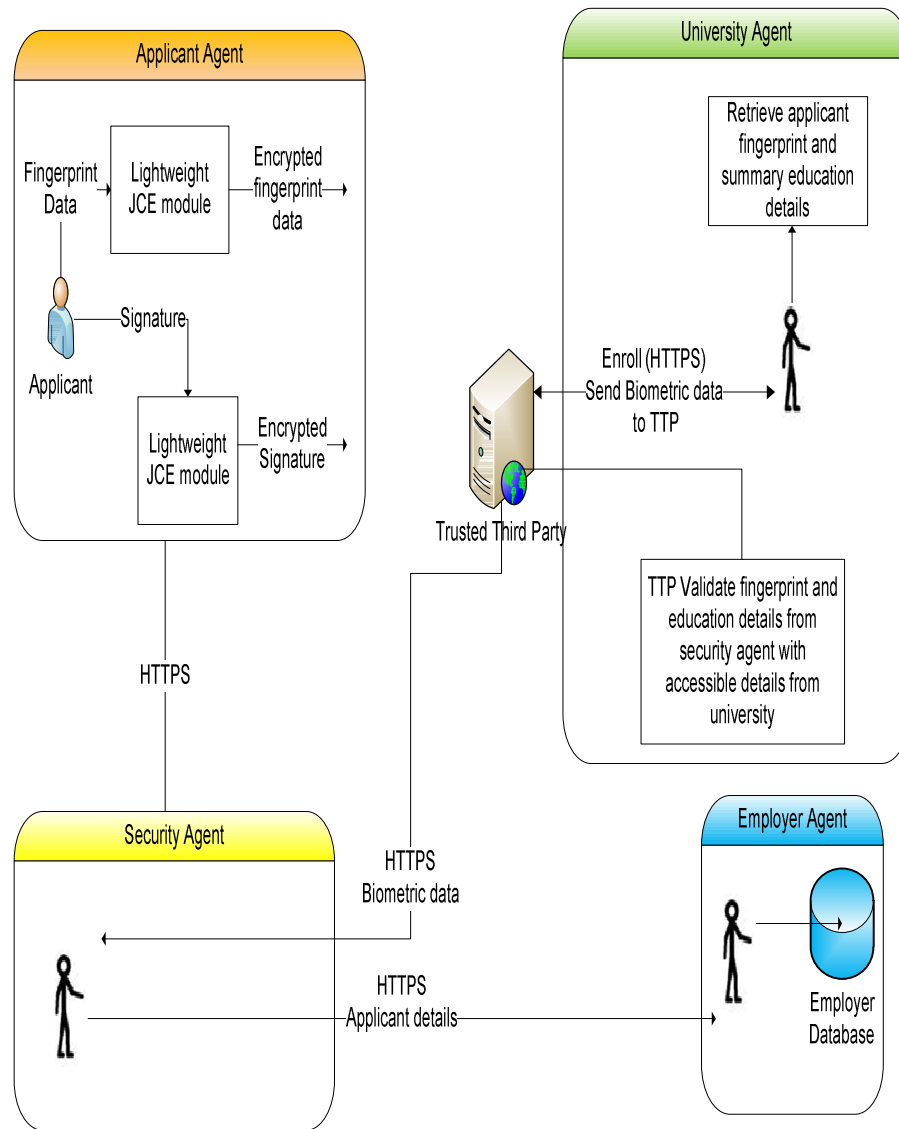 Applicant Agent
Fingerprint
Data
Lightweight
JCE module
Encrypted
fingerprint
data
Signature
Applicant
Lightweight
JCE module
Encrypted
Signature
University Agent
Retrieve applicant
fingerprint and
summary education
details
Enroll (HTTPS)
Send Biometric data
to TTP
Trusted Third Party
TTP Validate fingerprint and
education details from
security agent with
accessible details from
university
HTTPS
Security Agent
HTTPS
Biometric data
HTTPS
Applicant details
Employer Agent
Employer
Database